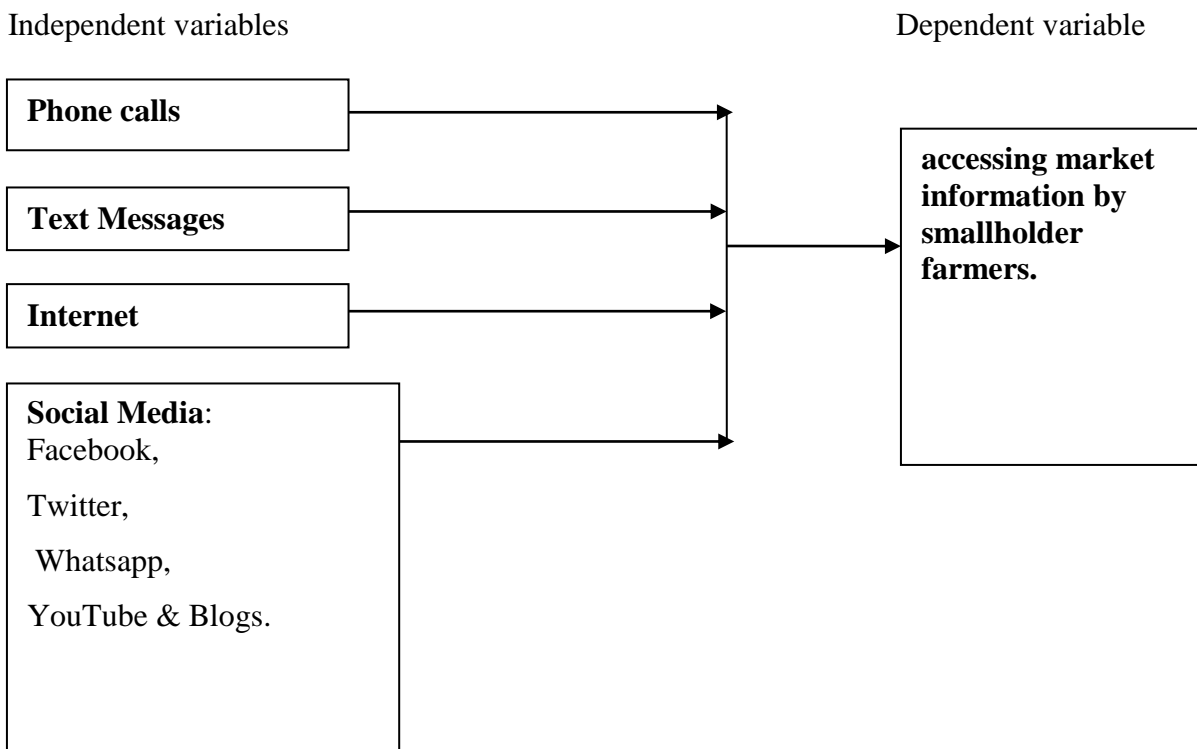 Independent variables
Dependent variable
Phone calls
Text Messages
Internet
Social Media:
Facebook,
Twitter,
Whatsapp,
YouTube & Blogs.
accessing market
information by
smallholder
farmers.